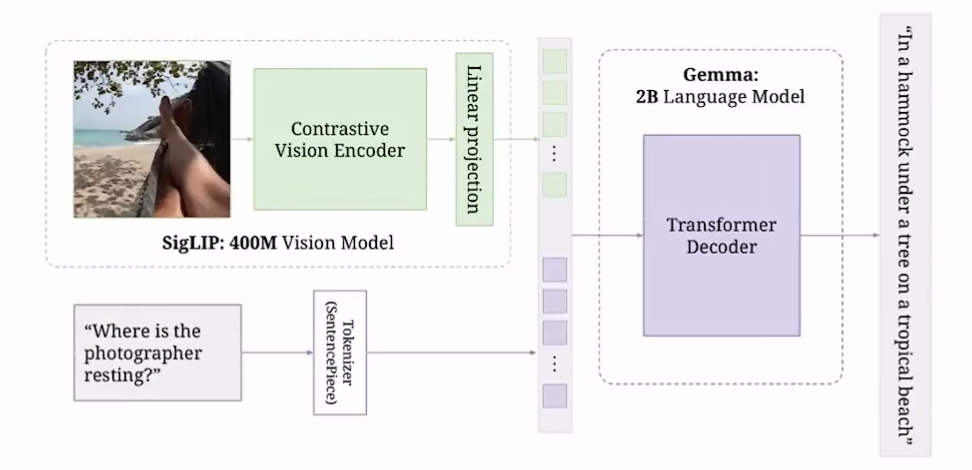 Contrastive
Vision Encoder
Linear projection
SigLIP: 400M Vision Model
“Where is the
photographer
resting?”
Tokenizer
(SentencePiece)
⋮
⋮
Gemma:
2B Language Model
Transformer
Decoder
“In a hammock under a tree on a tropical beach”